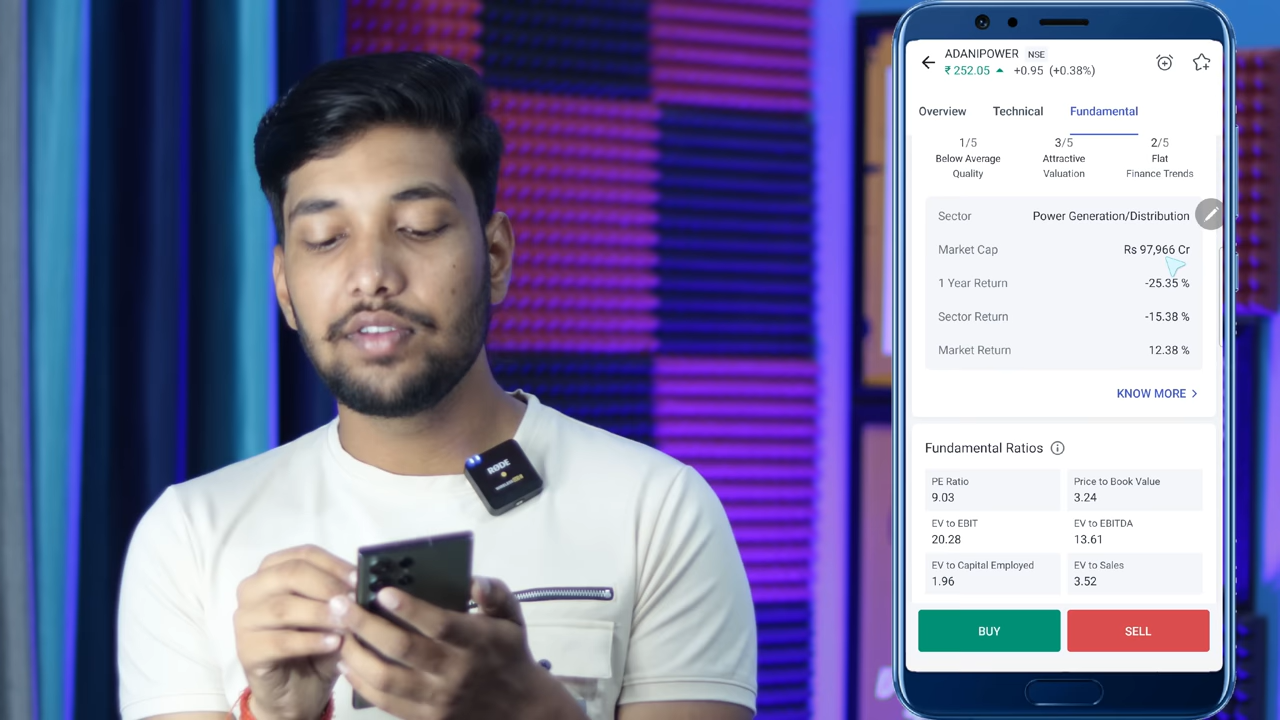 ADANIPOWER NSE
₹ 252.05 ▲ +0.95 (+0.38%)
Overview Technical Fundamental
1/5 3/5 2/5
Below Average Attractive Flat
Quality Valuation Finance Trends
Sector Power Generation/Distribution
Market Cap Rs 97,966 Cr
1 Year Return -25.35 %
Sector Return -15.38 %
Market Return 12.38 %
KNOW MORE >
Fundamental Ratios
PE Ratio Price to Book Value
9.03 3.24
EV to EBIT EV to EBITDA
20.28 13.61
EV to Capital Employed EV to Sales
1.96 3.52
BUY SELL
RØDE